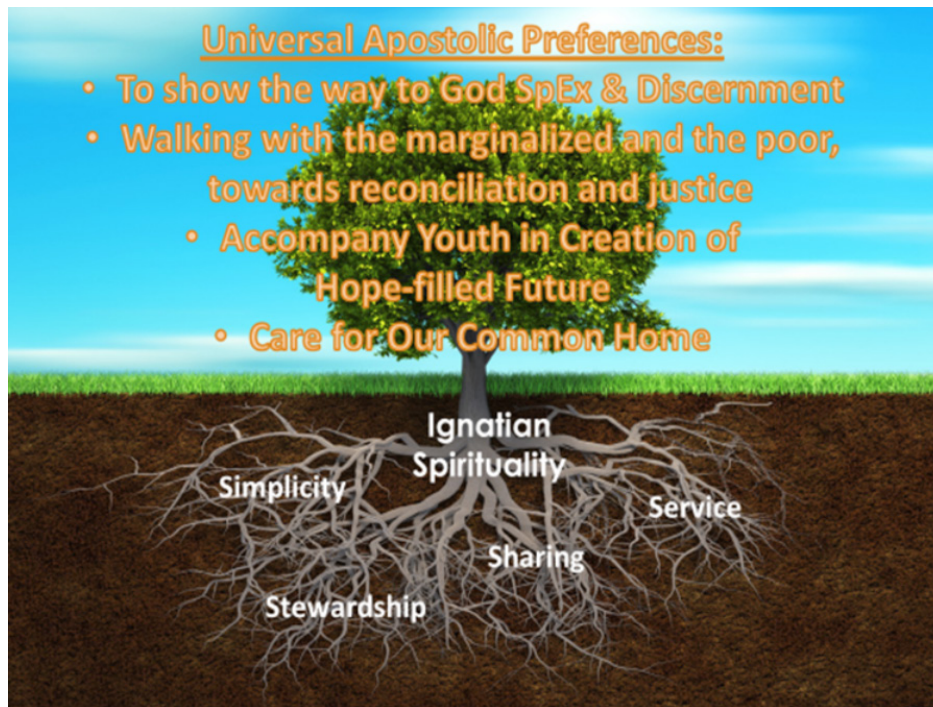 Universal Apostolic Preferences:
• To show the way to God SpEx & Discernment
• Walking with the marginalized and the poor,
towards reconciliation and justice
• Accompany Youth in Creation of
Hope-filled Future
• Care for Our Common Home
Ignatian
Spirituality
Simplicity
Service
Sharing
Stewardship